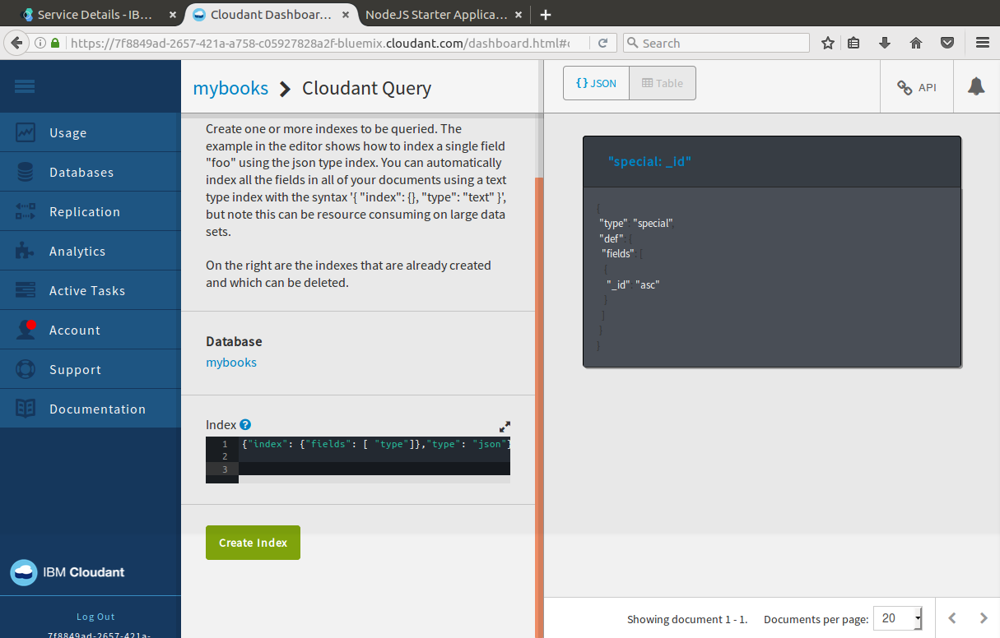 Service Details - IB…
Cloudant Dashboar…
NodeJS Starter Applica…
https://7f8849ad-2657-421a-a758-c05927828a2f-bluemix.cloudant.com/dashboard.html#
Search
Usage
Databases
Replication
Analytics
Active Tasks
Account
Support
Documentation
IBM Cloudant
Log Out
7f8849ad-2657-421a-
mybooks
Cloudant Query
Create one or more indexes to be queried. The
example in the editor shows how to index a single field
"foo" using the json type index. You can automatically
index all the fields in all of your documents using a text
type index with the syntax '{ "index": {}, "type": "text" }',
but note this can be resource consuming on large data
sets.
On the right are the indexes that are already created
and which can be deleted.
Database
mybooks
Index ?
1 {"index": {"fields": [ "type"]},"type": "json"}
2
3
Create Index
{} JSON
Table
API
"special: _id"
{
"type": "special",
"def": {
"fields": [
{
"_id": "asc"
}
]
}
}
Showing document 1 - 1.
Documents per page:
20